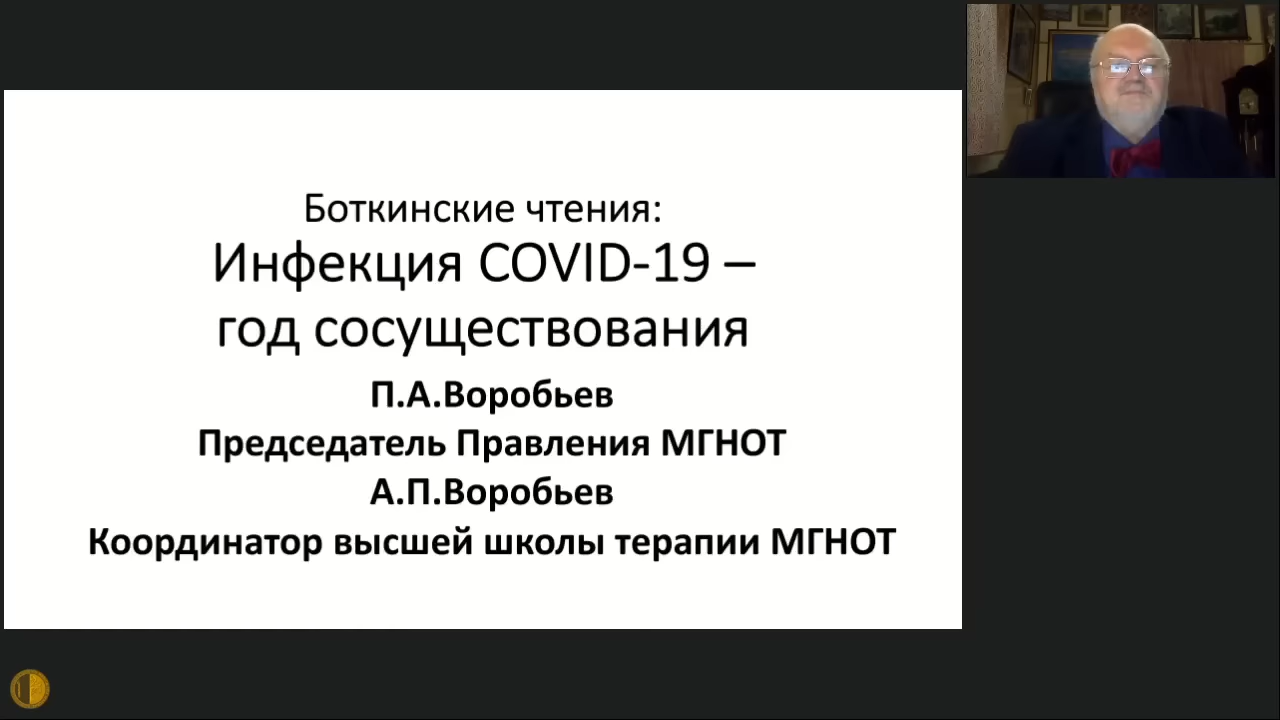 Боткинские чтения:
Инфекция COVID-19 –
год сосуществования
П.А.Воробьев
Председатель Правления МГНОТ
А.П.Воробьев
Координатор высшей школы терапии МГНОТ